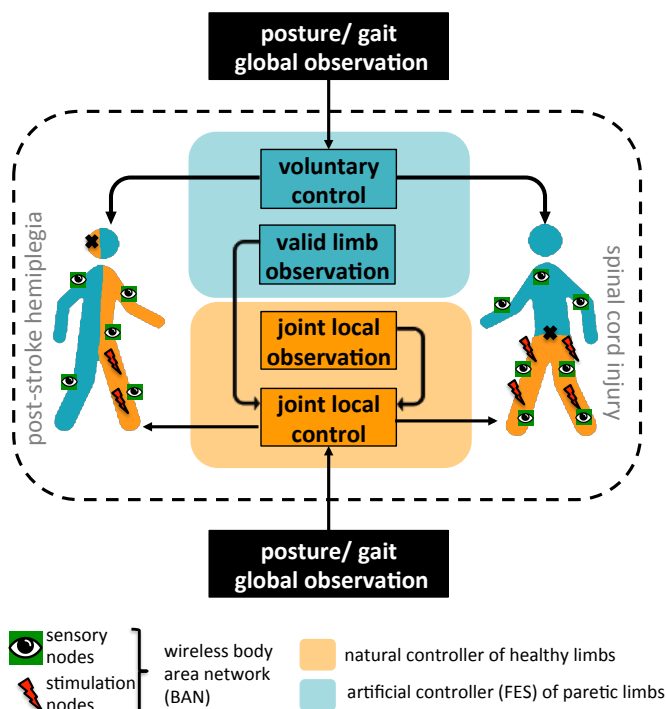 posture/ gait
global observation
voluntary
control
valid limb
observation
joint local
observation
joint local
control
post-stroke hemiplegia
spinal cord injury
posture/ gait
global observation
sensory
nodes
stimulation
nodes
wireless body
area network
(BAN)
natural controller of healthy limbs
artificial controller (FES) of paretic limbs